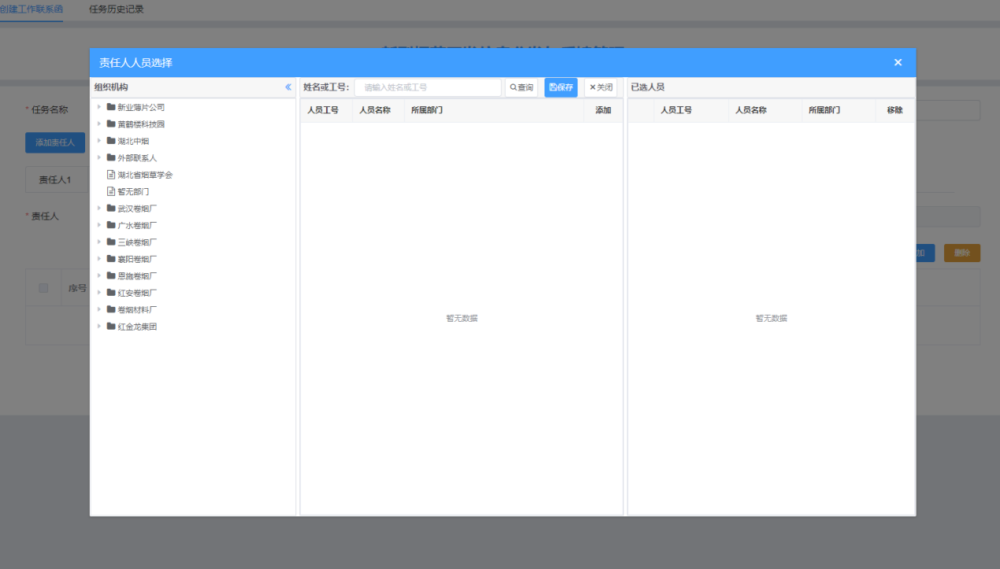 创建工作联系函 任务历史记录
责任人人员选择
组织机构 姓名或工号: 请输入姓名或工号 查询 保存 关闭 已选人员
人员工号 人员名称 所属部门 添加 人员工号 人员名称 所属部门 移除
新业薄片公司
黄鹤楼科技园
湖北中烟
外部联系人
湖北省烟草学会
暂无部门
武汉卷烟厂
广水卷烟厂
三峡卷烟厂
襄阳卷烟厂
恩施卷烟厂
红安卷烟厂
卷烟材料厂
红金龙集团
暂无数据 暂无数据
* 任务名称
添加责任人
责任人1
* 责任人
加 删除
序号